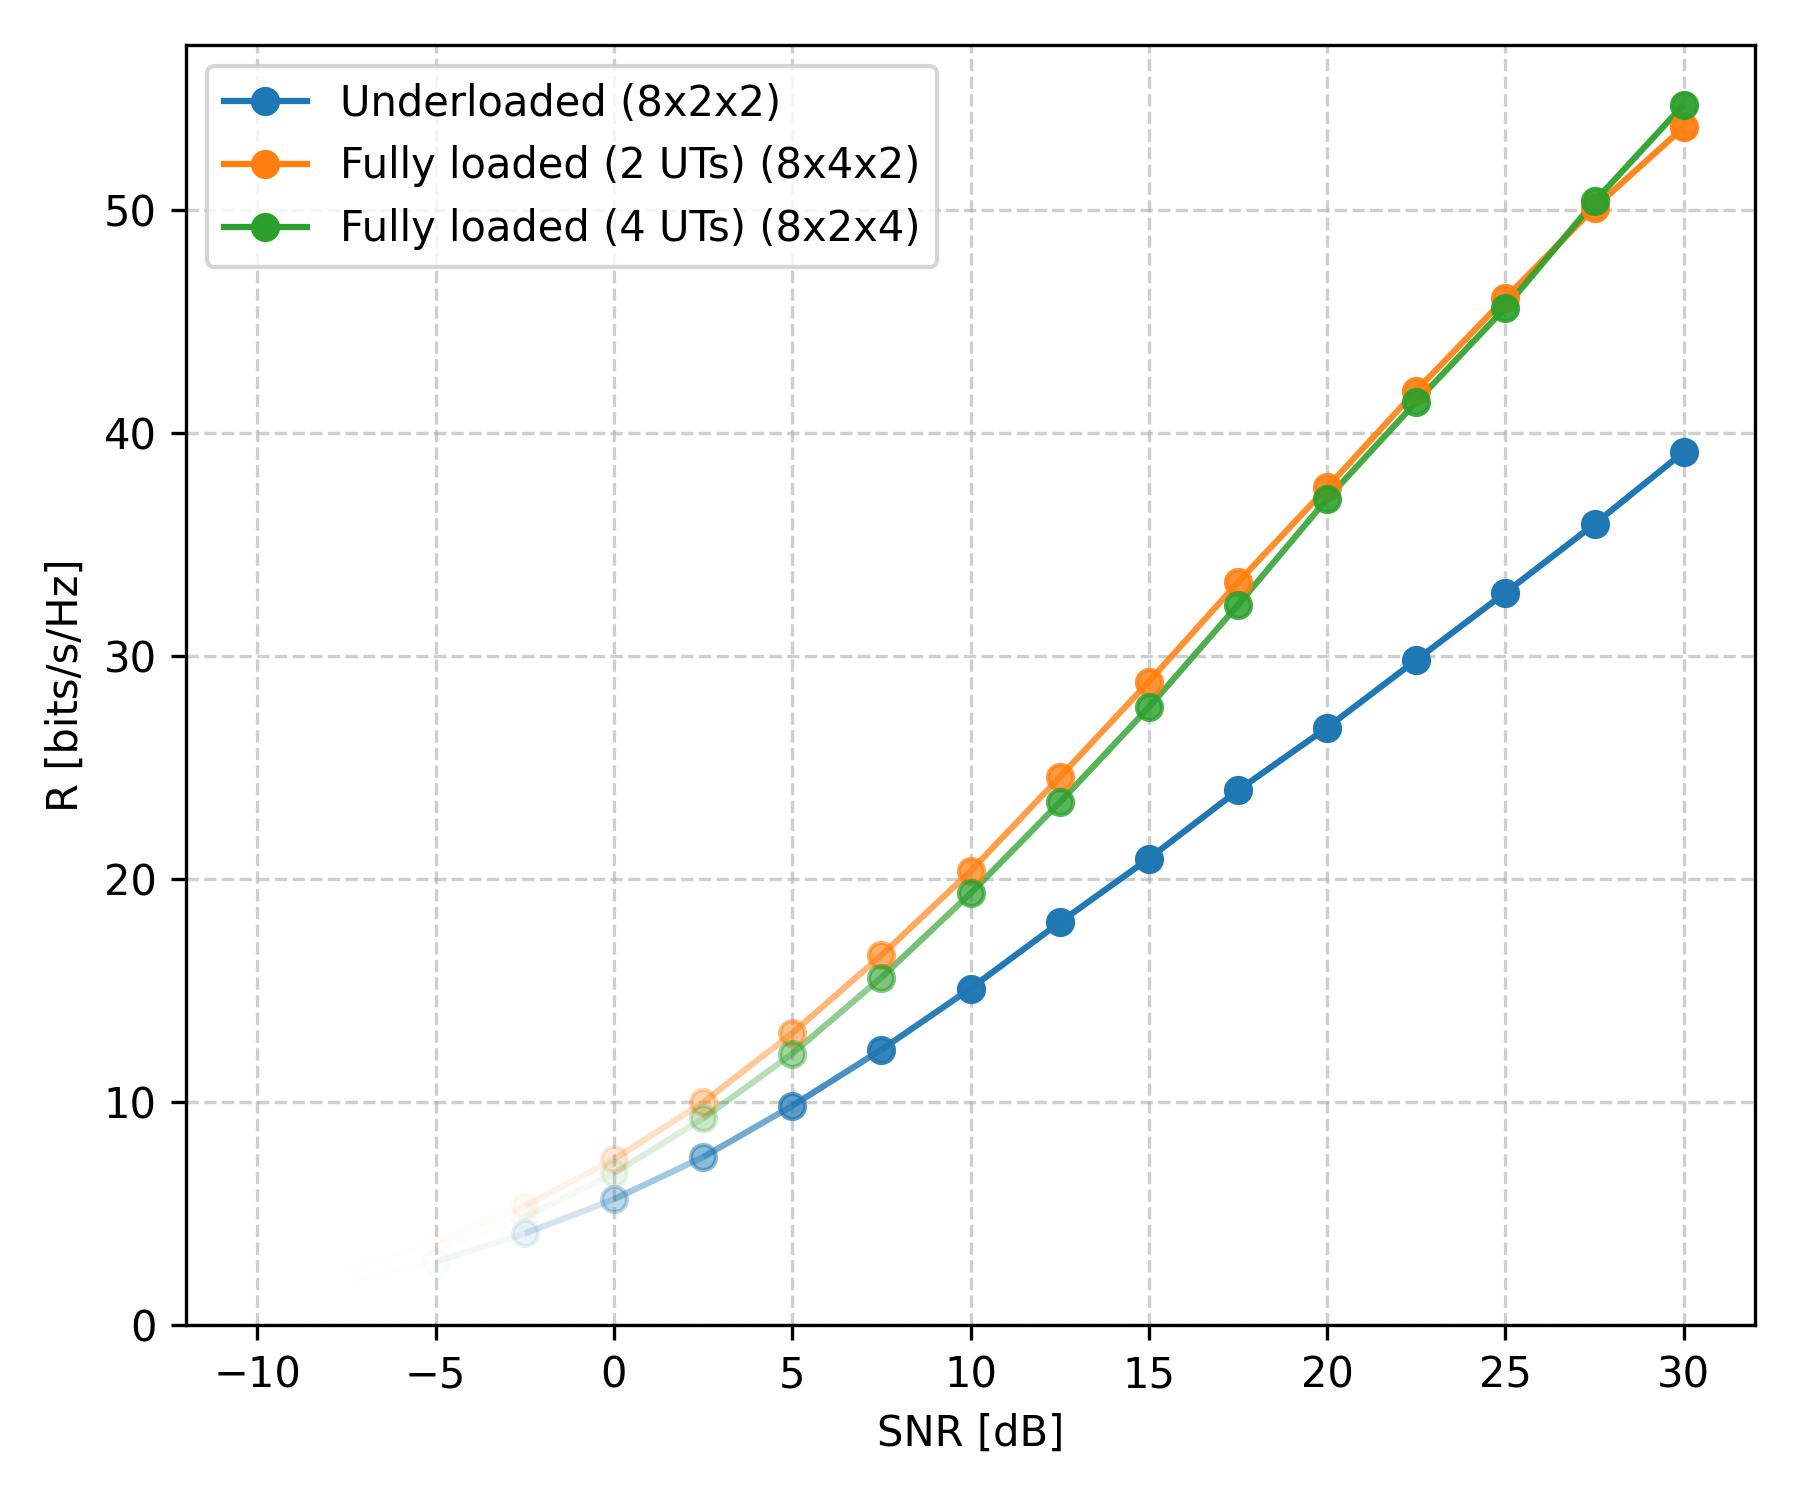 Underloaded (8x2x2)
Fully loaded (2 UTs) (8x4x2)
Fully loaded (4 UTs) (8x2x4)
50
40
30
20
10
0
R [bits/s/Hz]
−10 −5 0 5 10 15 20 25 30
SNR [dB]